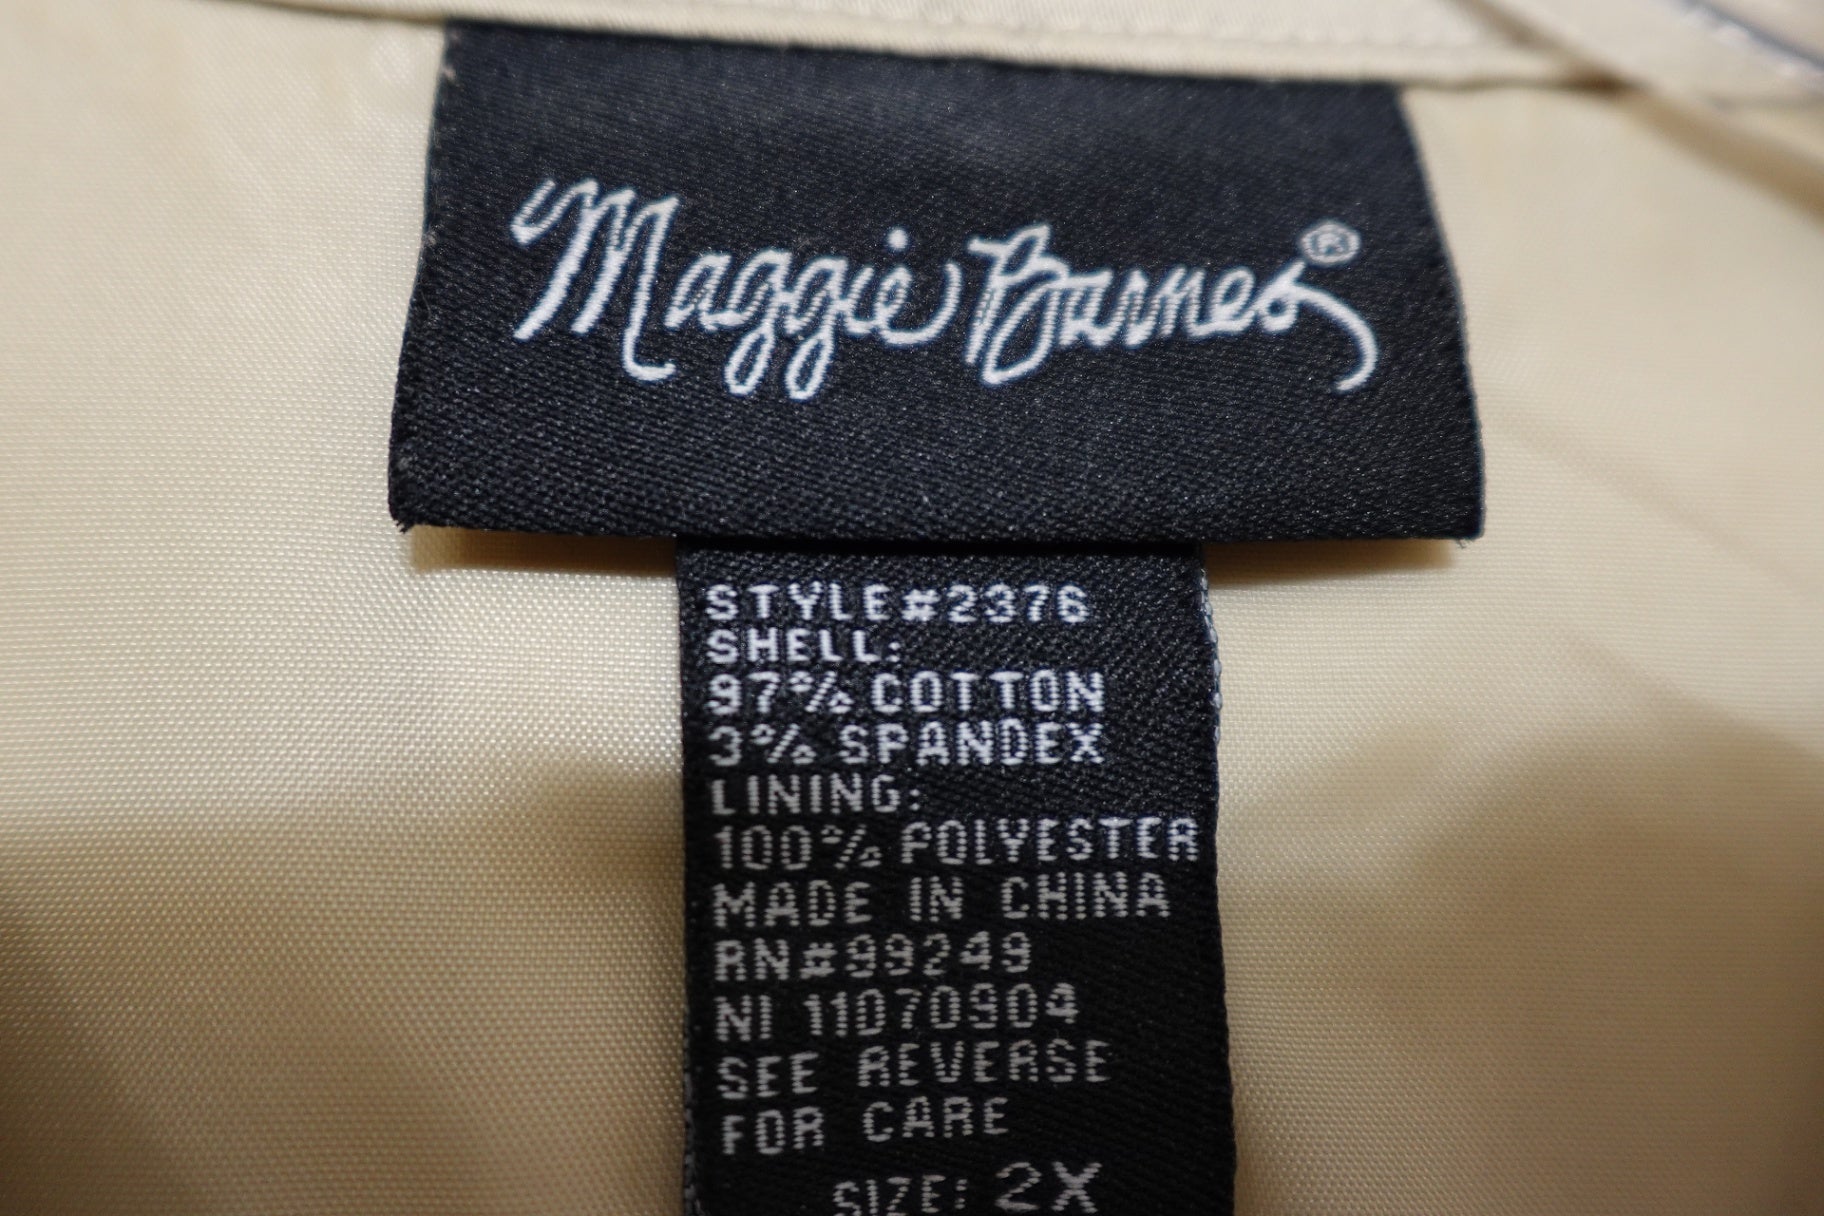 Maggie Barnes®
STYLE#2376
SHELL:
97% COTTON
3% SPANDEX
LINING:
100% POLYESTER
MADE IN CHINA
RN#99249
NI 11070904
SEE REVERSE
FOR CARE
SIZE: 2X